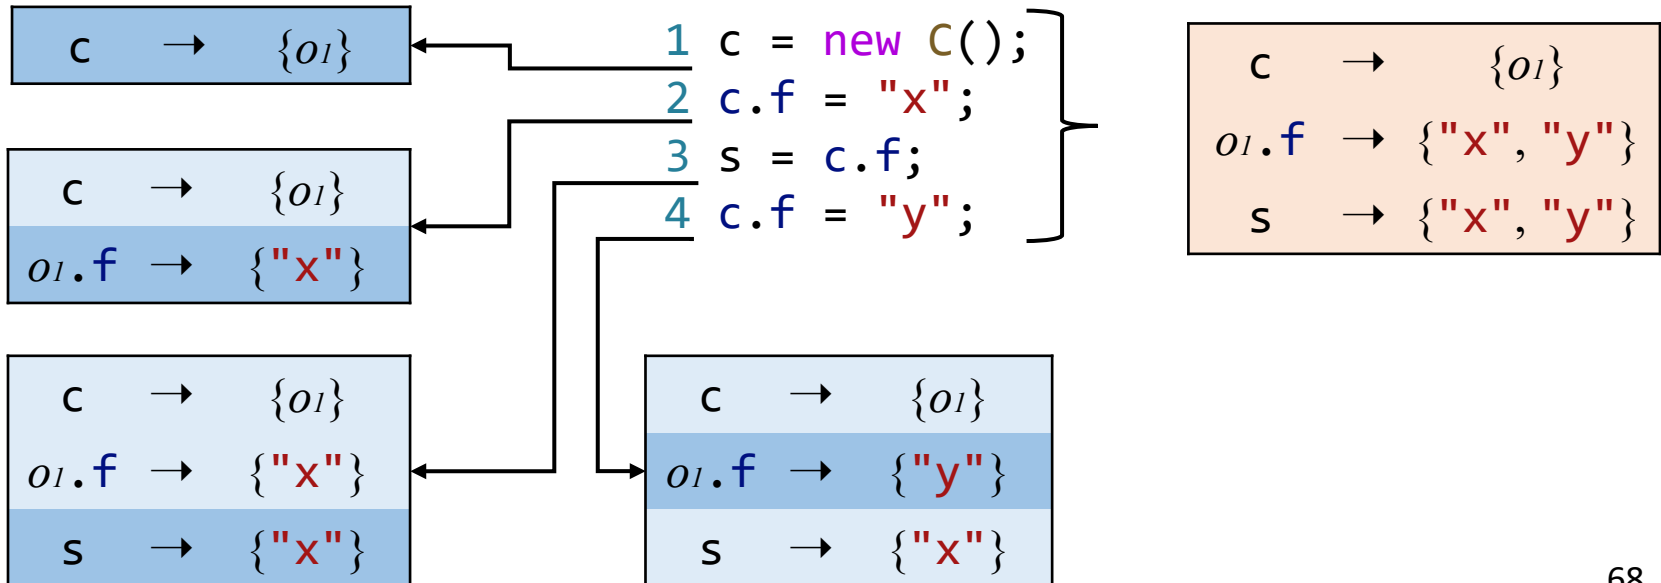 c → {o1}
1 c = new C();
2 c.f = "x";
3 s = c.f;
4 c.f = "y";
c → {o1}
o1.f → {"x", "y"}
s → {"x", "y"}
c → {o1}
o1.f → {"x"}
c → {o1}
o1.f → {"x"}
s → {"x"}
c → {o1}
o1.f → {"y"}
s → {"x"}
68